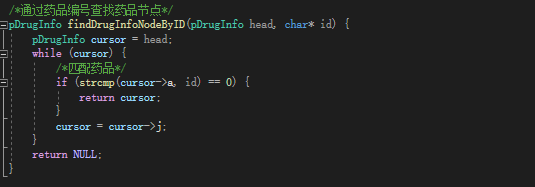 /*通过药品编号查找药品节点*/
pDrugInfo findDrugInfoNodeByID(pDrugInfo head, char* id) {
    pDrugInfo cursor = head;
    while (cursor) {
        /*匹配药品*/
        if (strcmp(cursor->a, id) == 0) {
            return cursor;
        }
        cursor = cursor->j;
    }
    return NULL;
}